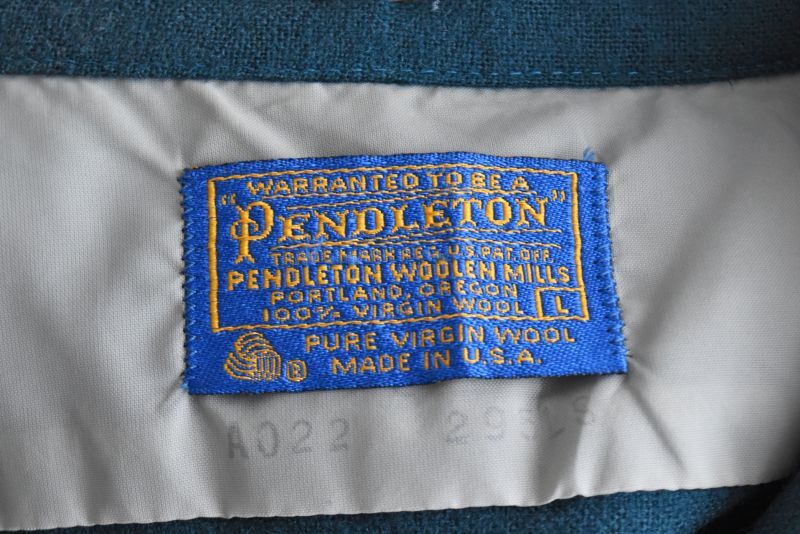 WARRANTED TO BE A
"PENDLETON"
TRADE MARK REG. U.S. PAT. OFF.
PENDLETON WOOLEN MILLS
PORTLAND, OREGON
100% VIRGIN WOOL L
PURE VIRGIN WOOL
® MADE IN U.S.A.
A022